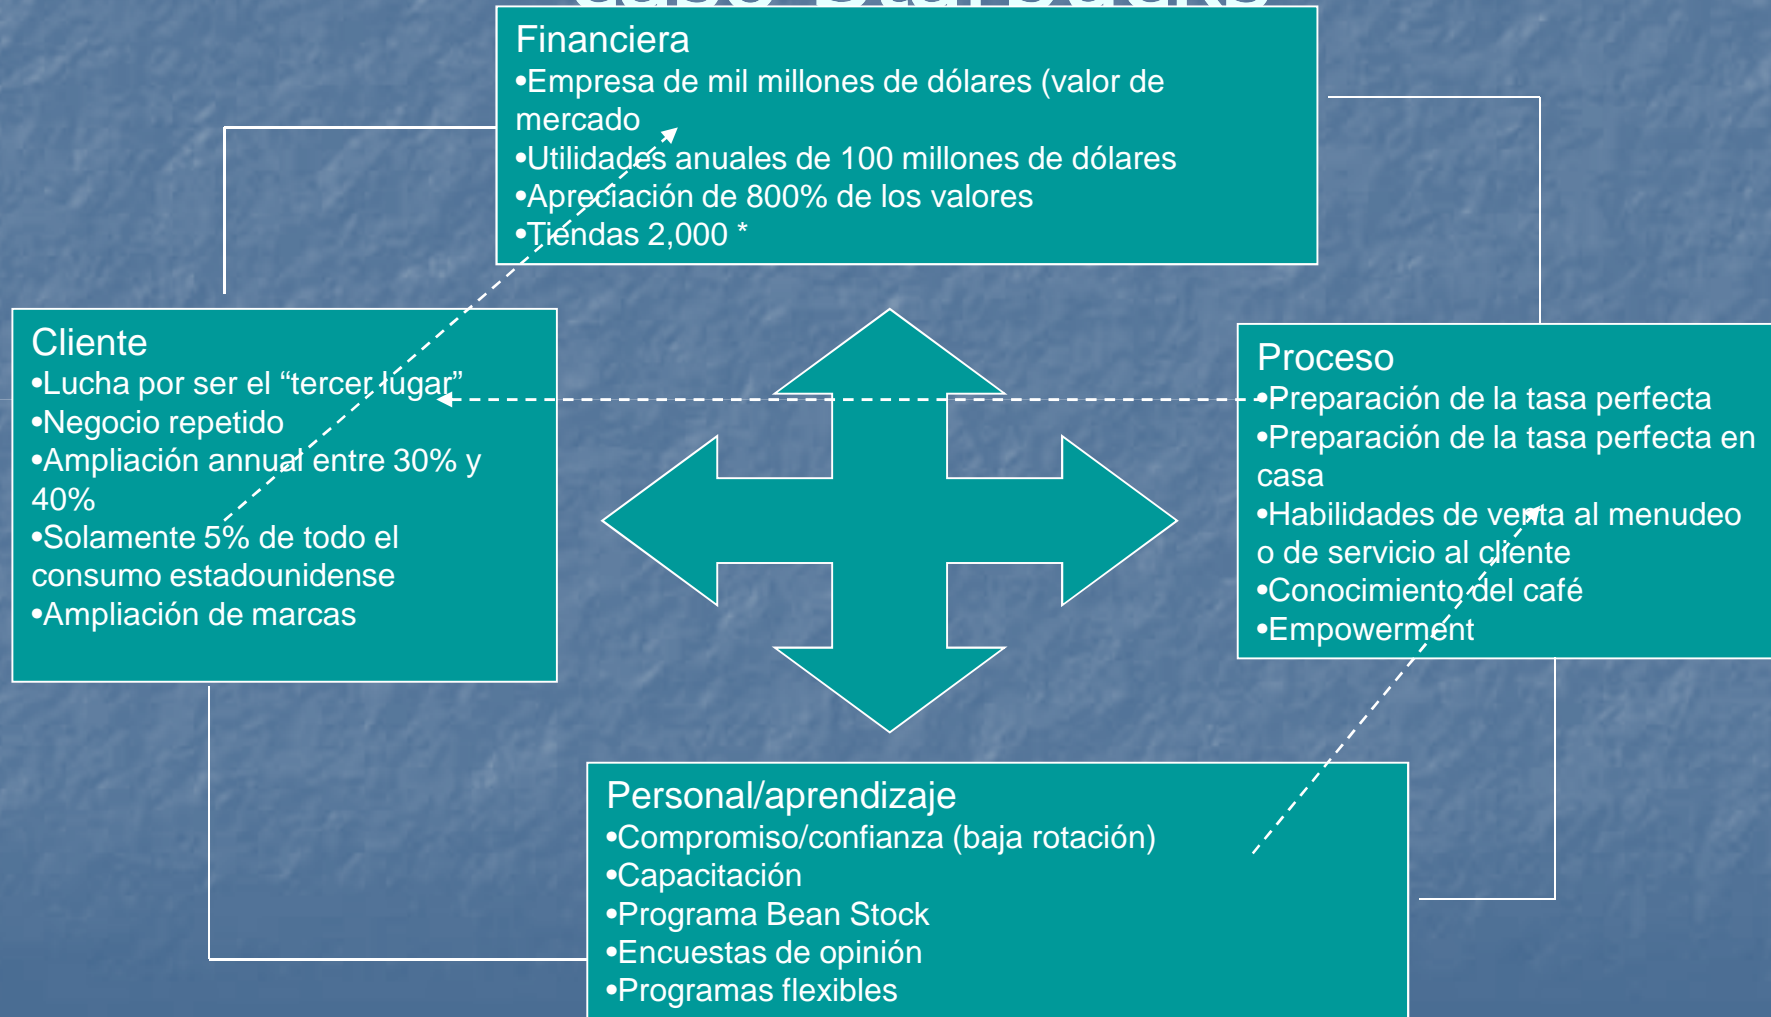 Financiera
•Empresa de mil millones de dólares (valor de
mercado
•Utilidades anuales de 100 millones de dólares
•Apreciación de 800% de los valores
•Tiendas 2,000 *
Cliente
•Lucha por ser el “tercer lugar”
•Negocio repetido
•Ampliación annual entre 30% y
40%
•Solamente 5% de todo el
consumo estadounidense
•Ampliación de marcas
Proceso
•Preparación de la tasa perfecta
•Preparación de la tasa perfecta en
casa
•Habilidades de venta al menudeo
o de servicio al cliente
•Conocimiento del café
•Empowerment
Personal/aprendizaje
•Compromiso/confianza (baja rotación)
•Capacitación
•Programa Bean Stock
•Encuestas de opinión
•Programas flexibles